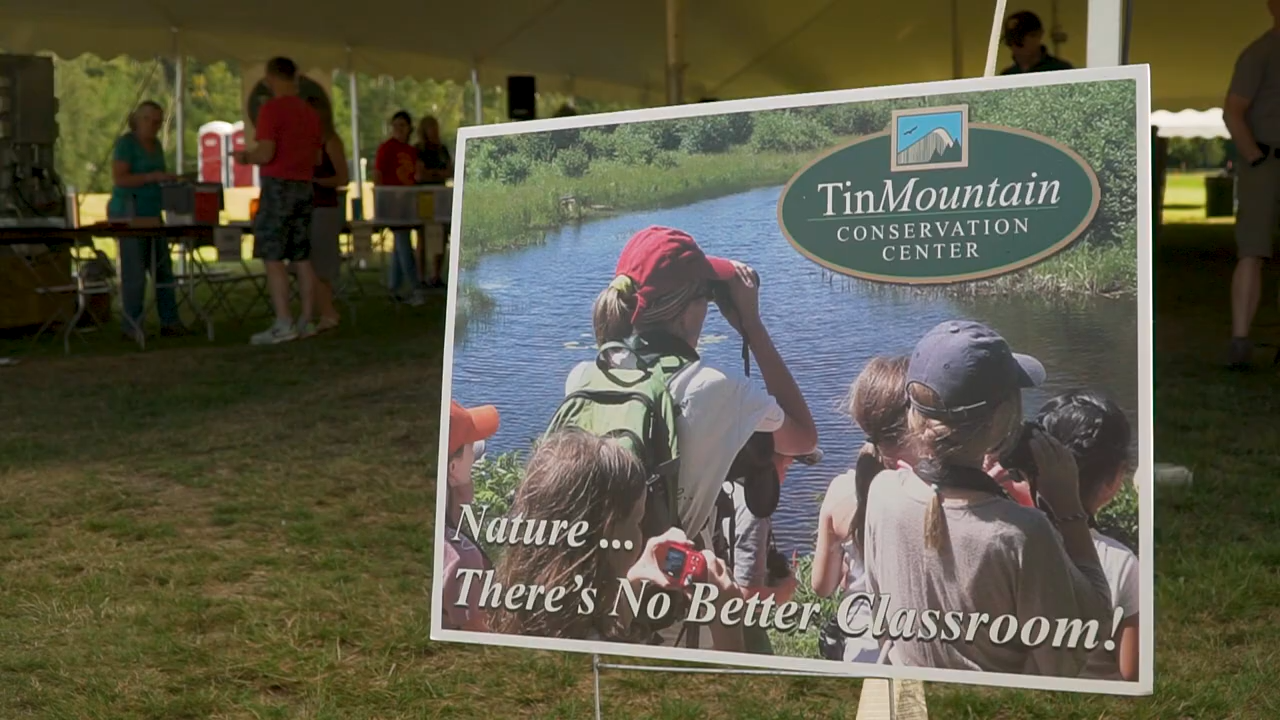 TinMountain
CONSERVATION
CENTER
Nature ...
There's No Better Classroom!